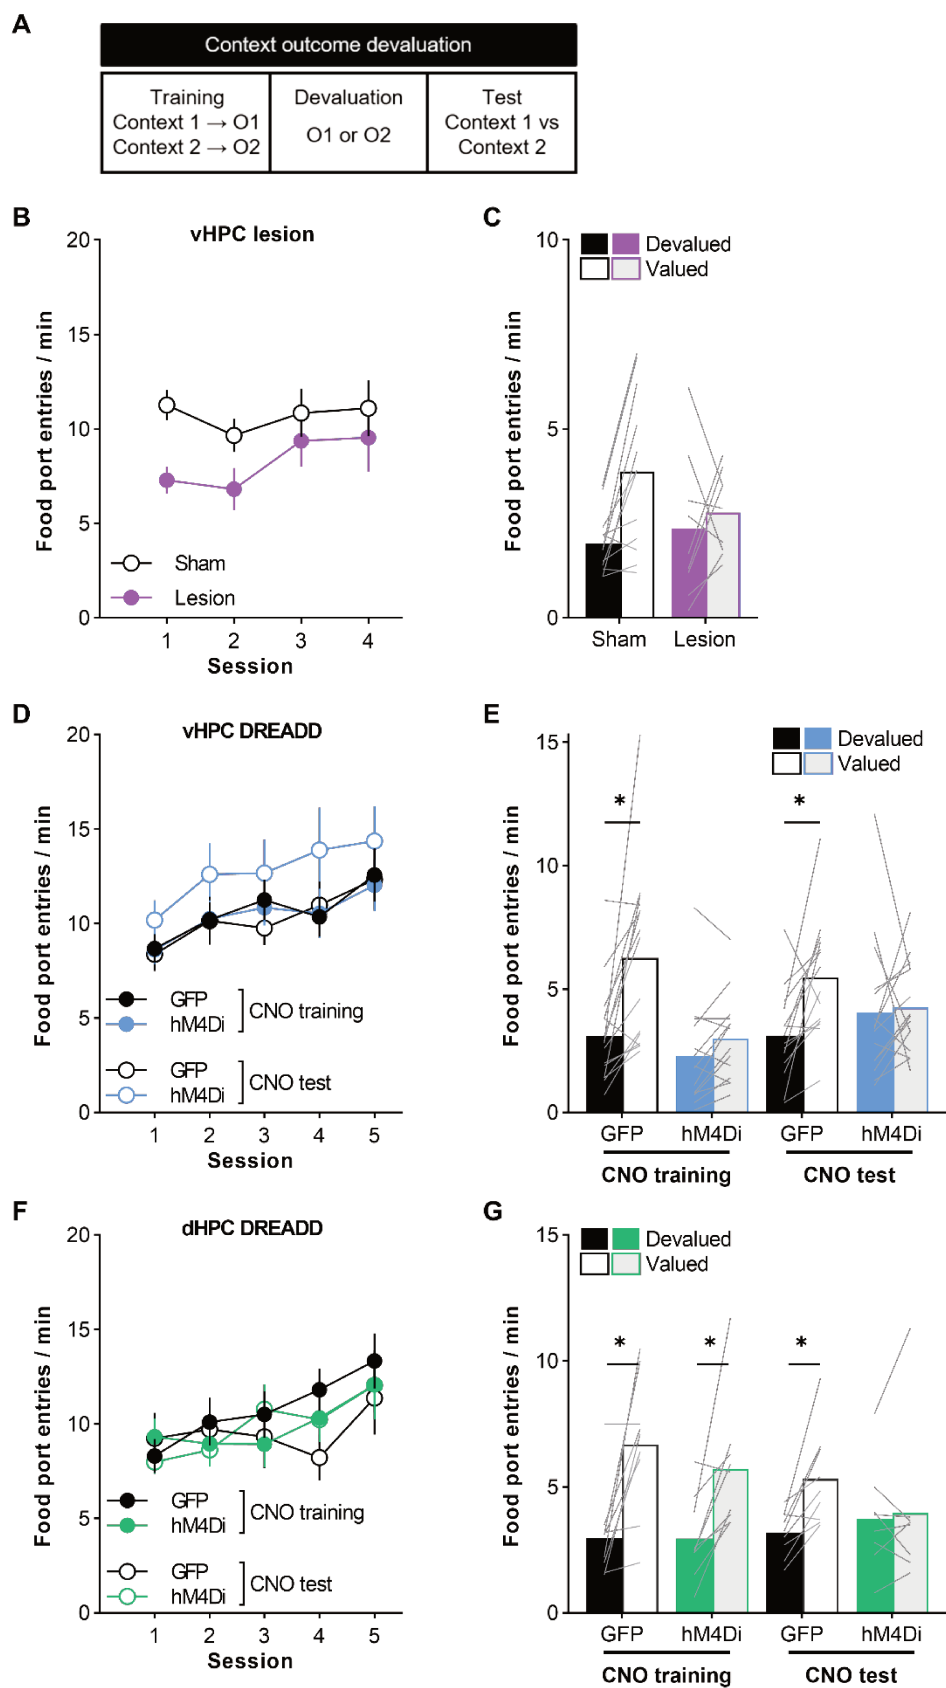 A
Context outcome devaluation
Training
Context 1 → O1
Context 2 → O2
Devaluation
O1 or O2
Test
Context 1 vs
Context 2
B
vHPC lesion
Food port entries / min
20
15
10
5
0
Sham
Lesion
1 2 3 4
Session
C
Food port entries / min
10
5
0
Devalued
Valued
Sham Lesion
D
vHPC DREADD
Food port entries / min
20
15
10
5
0
GFP
hM4Di
CNO training
GFP
hM4Di
CNO test
1 2 3 4 5
Session
E
Food port entries / min
15
10
5
0
Devalued
Valued
* *
GFP hM4Di GFP hM4Di
CNO training CNO test
F
dHPC DREADD
Food port entries / min
20
15
10
5
0
GFP
hM4Di
CNO training
GFP
hM4Di
CNO test
1 2 3 4 5
Session
G
Food port entries / min
15
10
5
0
Devalued
Valued
* * *
GFP hM4Di GFP hM4Di
CNO training CNO test